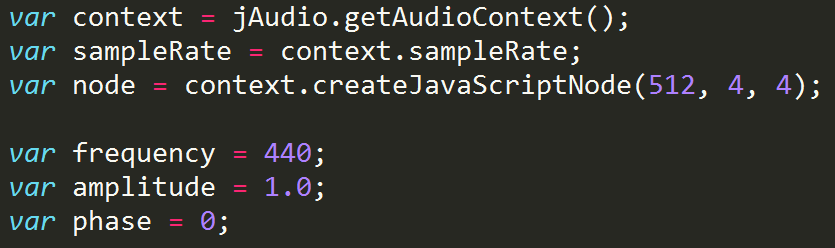 var context = jAudio.getAudioContext();
var sampleRate = context.sampleRate;
var node = context.createJavaScriptNode(512, 4, 4);
var frequency = 440;
var amplitude = 1.0;
var phase = 0;